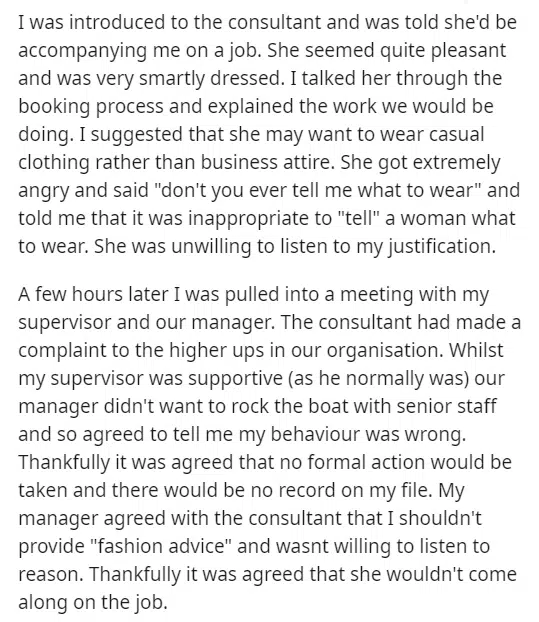 I was introduced to the consultant and was told she'd be
accompanying me on a job. She seemed quite pleasant
and was very smartly dressed. I talked her through the
booking process and explained the work we would be
doing. I suggested that she may want to wear casual
clothing rather than business attire. She got extremely
angry and said "don't you ever tell me what to wear" and
told me that it was inappropriate to "tell" a woman what
to wear. She was unwilling to listen to my justification.
A few hours later I was pulled into a meeting with my
supervisor and our manager. The consultant had made a
complaint to the higher ups in our organisation. Whilst
my supervisor was supportive (as he normally was) our
manager didn't want to rock the boat with senior staff
and so agreed to tell me my behaviour was wrong.
Thankfully it was agreed that no formal action would be
taken and there would be no record on my file. My
manager agreed with the consultant that I shouldn't
provide "fashion advice" and wasnt willing to listen to
reason. Thankfully it was agreed that she wouldn't come
along on the job.